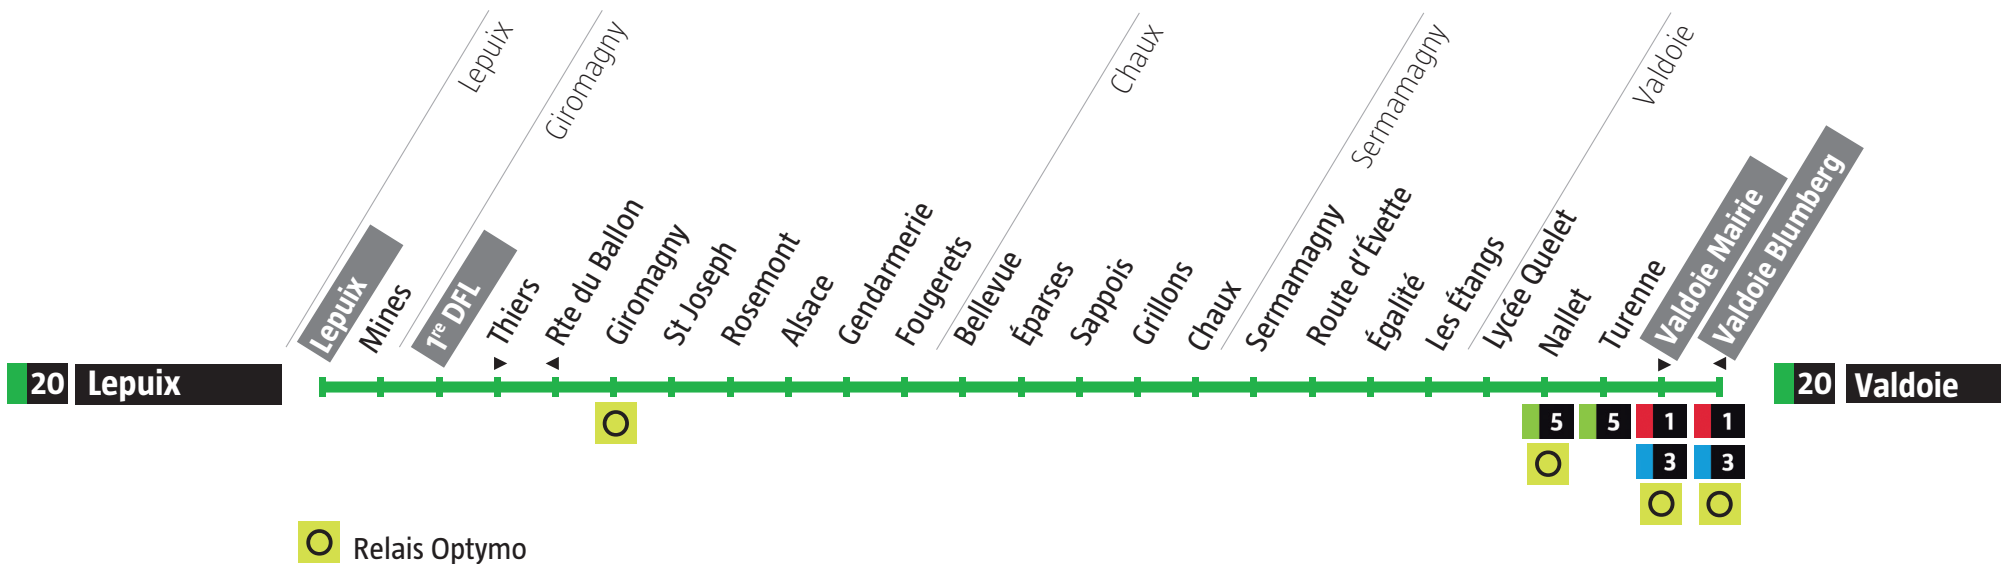 Lepuix
Giromagny
Chaux
Sermamagny
Valdoie
Lepuix
Mines
1re DFL
Thiers
Rte du Ballon
Giromagny
St Joseph
Rosemont
Alsace
Gendarmerie
Fougerets
Bellevue
Éparses
Sappois
Grillons
Chaux
Sermamagny
Route d'Évette
Égalité
Les Étangs
Lycée Quelet
Nallet
Turenne
Valdoie Mairie
Valdoie Blumberg
20 Lepuix
20 Valdoie
5 5 1 1
3 3
Relais Optymo